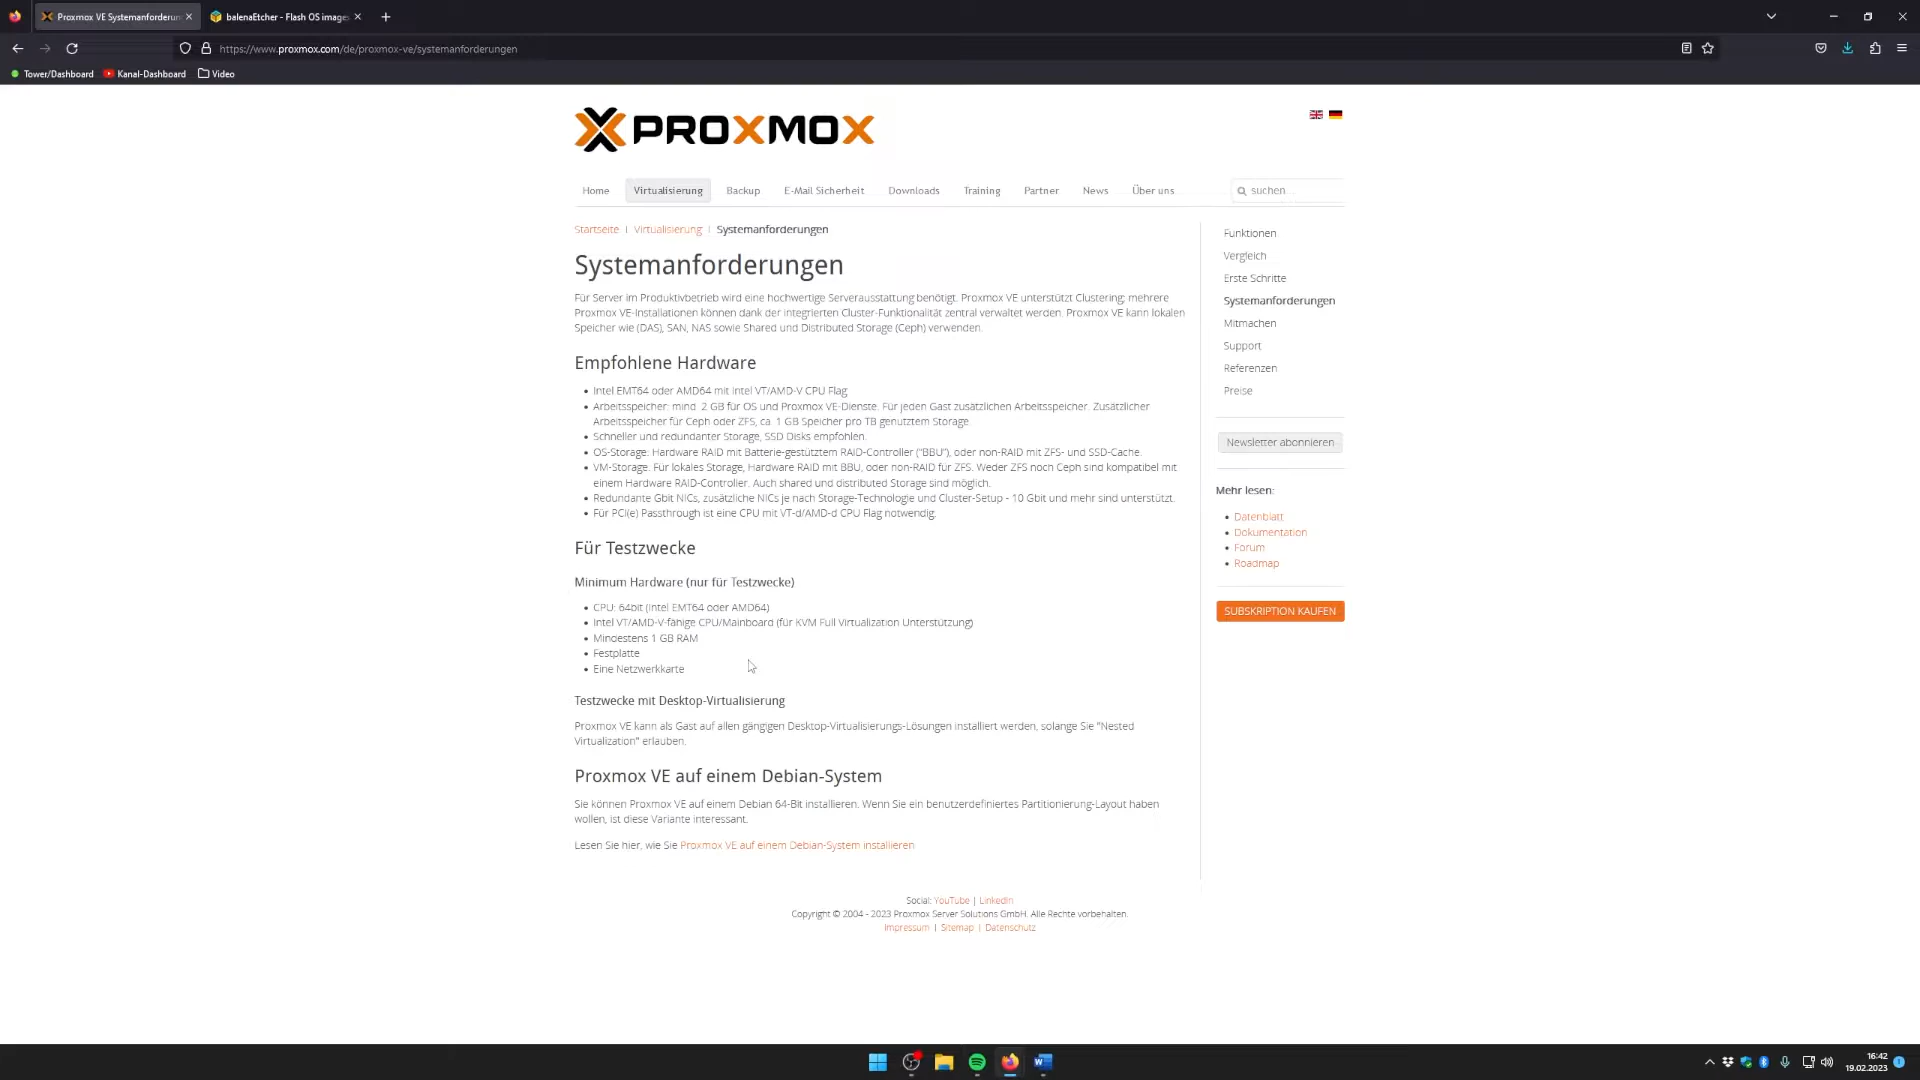 Proxmox VE Systemanforderun
balenaEtcher - Flash OS images
https://www.proxmox.com/de/proxmox-ve/systemanforderungen
Tower/Dashboard
Kanal-Dashboard
Video
PROXMOX
Home
Virtualisierung
Backup
E-Mail Sicherheit
Downloads
Training
Partner
News
Über uns
suchen...
Startseite | Virtualisierung | Systemanforderungen
Systemanforderungen
Für Server im Produktivbetrieb wird eine hochwertige Serverausstattung benötigt. Proxmox VE unterstützt Clustering; mehrere
Proxmox VE-Installationen können dank der integrierten Cluster-Funktionalität zentral verwaltet werden. Proxmox VE kann lokalen
Speicher wie (DAS), SAN, NAS sowie Shared und Distributed Storage (Ceph) verwenden.
Empfohlene Hardware
• Intel EMT64 oder AMD64 mit Intel VT/AMD-V CPU Flag.
• Arbeitsspeicher: mind. 2 GB für OS und Proxmox VE-Dienste. Für jeden Gast zusätzlichen Arbeitsspeicher. Zusätzlicher
Arbeitsspeicher für Ceph oder ZFS, ca. 1 GB Speicher pro TB genutztem Storage.
• Schneller und redundanter Storage, SSD Disks empfohlen.
• OS-Storage: Hardware RAID mit Batterie-gestütztem RAID-Controller ("BBU"), oder non-RAID mit ZFS- und SSD-Cache.
• VM-Storage: Für lokales Storage, Hardware RAID mit BBU, oder non-RAID für ZFS. Weder ZFS noch Ceph sind kompatibel mit
einem Hardware RAID-Controller. Auch shared und distributed Storage sind möglich.
• Redundante Gbit NICs, zusätzliche NICs je nach Storage-Technologie und Cluster-Setup - 10 Gbit und mehr sind unterstützt.
• Für PCI(e) Passthrough ist eine CPU mit VT-d/AMD-d CPU Flag notwendig.
Für Testzwecke
Minimum Hardware (nur für Testzwecke)
• CPU: 64bit (Intel EMT64 oder AMD64)
• Intel VT/AMD-V-fähige CPU/Mainboard (für KVM Full Virtualization Unterstützung)
• Mindestens 1 GB RAM
• Festplatte
• Eine Netzwerkkarte
Testzwecke mit Desktop-Virtualisierung
Proxmox VE kann als Gast auf allen gängigen Desktop-Virtualisierungs-Lösungen installiert werden, solange Sie "Nested
Virtualization" erlauben.
Proxmox VE auf einem Debian-System
Sie können Proxmox VE auf einem Debian 64-Bit installieren. Wenn Sie ein benutzerdefiniertes Partitionierung-Layout haben
wollen, ist diese Variante interessant.
Lesen Sie hier, wie Sie Proxmox VE auf einem Debian-System installieren
Funktionen
Vergleich
Erste Schritte
Systemanforderungen
Mitmachen
Support
Referenzen
Preise
Newsletter abonnieren
Mehr lesen:
• Datenblatt
• Dokumentation
• Forum
• Roadmap
SUBSKRIPTION KAUFEN
Social: YouTube | LinkedIn
Copyright © 2004 - 2023 Proxmox Server Solutions GmbH. Alle Rechte vorbehalten.
Impressum | Sitemap | Datenschutz
16:42
19.02.2023